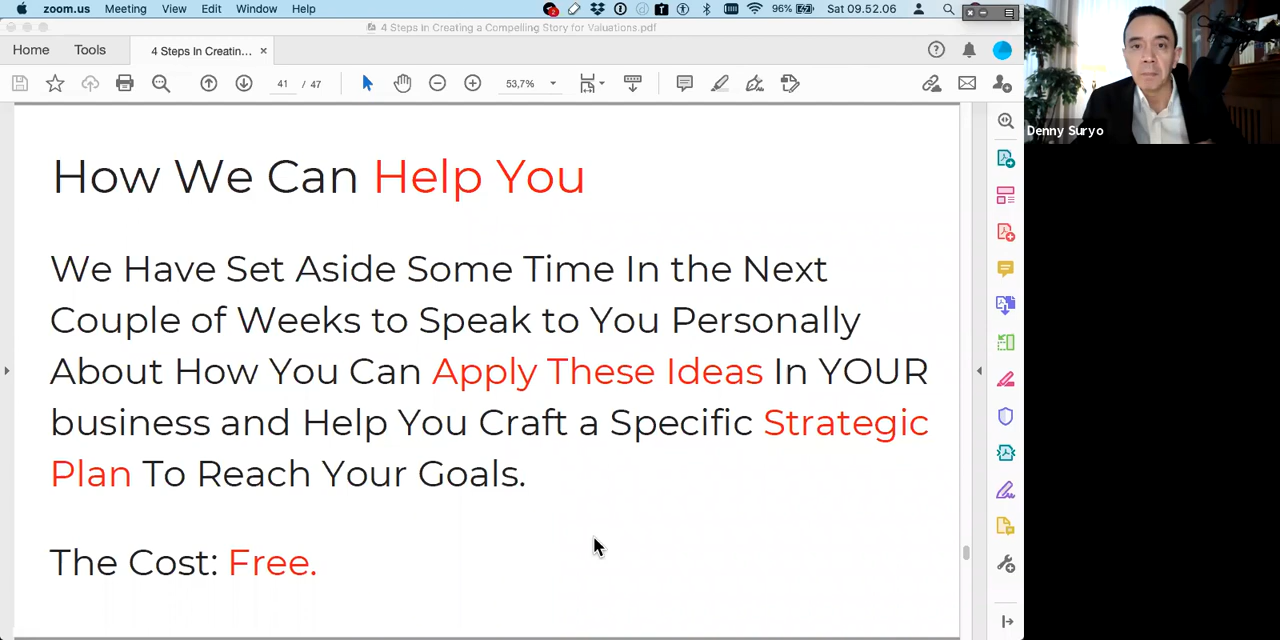 zoom.us Meeting View Edit Window Help 2 96% Sat 09.52.06
4 Steps In Creating a Compelling Story for Valuations.pdf
Home Tools 4 Steps In Creatin... ×
41 / 47 53,7%
Denny Suryo
How We Can Help You
We Have Set Aside Some Time In the Next
Couple of Weeks to Speak to You Personally
About How You Can Apply These Ideas In YOUR
business and Help You Craft a Specific Strategic
Plan To Reach Your Goals.
The Cost: Free.